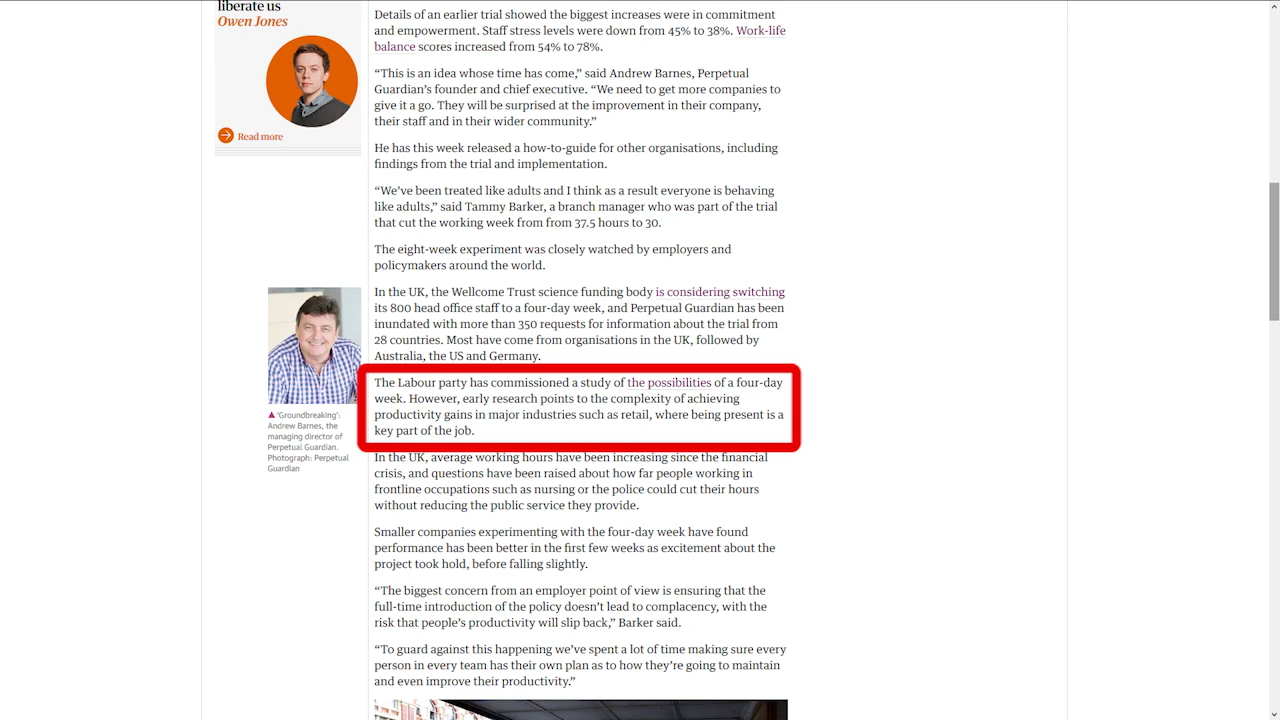 liberate us
Owen Jones
Read more
Details of an earlier trial showed the biggest increases were in commitment
and empowerment. Staff stress levels were down from 45% to 38%. Work-life
balance scores increased from 54% to 78%.
“This is an idea whose time has come,” said Andrew Barnes, Perpetual
Guardian’s founder and chief executive. “We need to get more companies to
give it a go. They will be surprised at the improvement in their company,
their staff and in their wider community.”
He has this week released a how-to-guide for other organisations, including
findings from the trial and implementation.
“We’ve been treated like adults and I think as a result everyone is behaving
like adults,” said Tammy Barker, a branch manager who was part of the trial
that cut the working week from from 37.5 hours to 30.
The eight-week experiment was closely watched by employers and
policymakers around the world.
In the UK, the Wellcome Trust science funding body is considering switching
its 800 head office staff to a four-day week, and Perpetual Guardian has been
inundated with more than 350 requests for information about the trial from
28 countries. Most have come from organisations in the UK, followed by
Australia, the US and Germany.
‘Groundbreaking’:
Andrew Barnes, the
managing director of
Perpetual Guardian.
Photograph: Perpetual
Guardian
The Labour party has commissioned a study of the possibilities of a four-day
week. However, early research points to the complexity of achieving
productivity gains in major industries such as retail, where being present is a
key part of the job.
In the UK, average working hours have been increasing since the financial
crisis, and questions have been raised about how far people working in
frontline occupations such as nursing or the police could cut their hours
without reducing the public service they provide.
Smaller companies experimenting with the four-day week have found
performance has been better in the first few weeks as excitement about the
project took hold, before falling slightly.
“The biggest concern from an employer point of view is ensuring that the
full-time introduction of the policy doesn’t lead to complacency, with the
risk that people’s productivity will slip back,” Barker said.
“To guard against this happening we’ve spent a lot of time making sure every
person in every team has their own plan as to how they’re going to maintain
and even improve their productivity.”